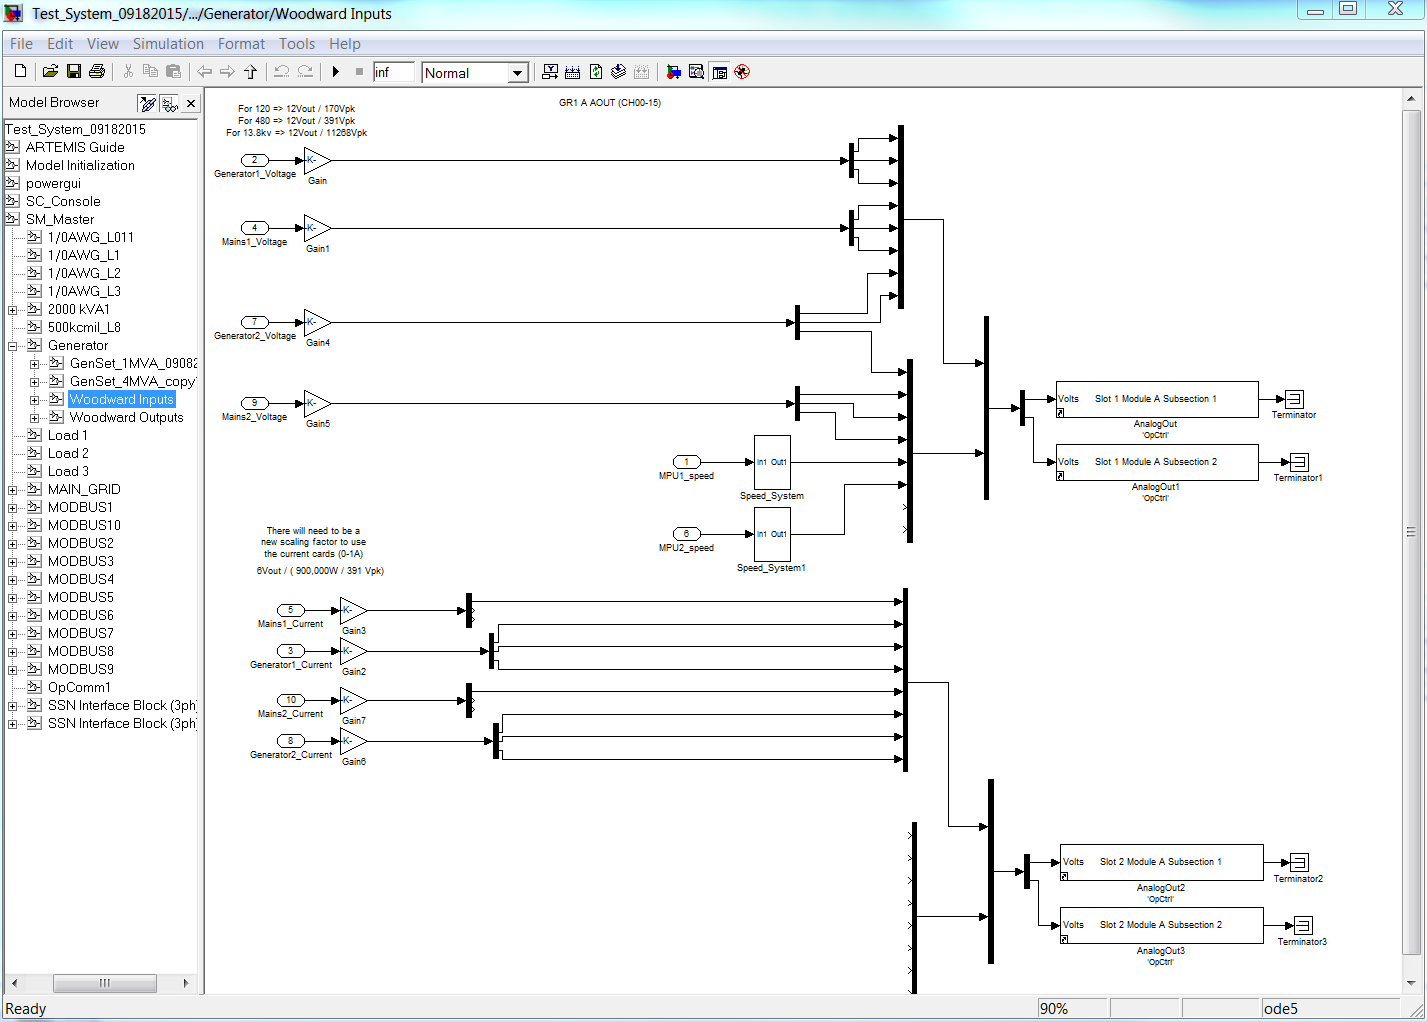 Test_System_09182015/.../Generator/Woodward Inputs
File Edit View Simulation Format Tools Help
inf Normal
Model Browser
Test_System_09182015
ARTEMIS Guide
Model Initialization
powergui
SC_Console
SM_Master
1/0AWG_L011
1/0AWG_L1
1/0AWG_L2
1/0AWG_L3
2000 kVA1
500kcmil_L8
Generator
GenSet_1MVA_0908
GenSet_4MVA_copy
Woodward Inputs
Woodward Outputs
Load 1
Load 2
Load 3
MAIN_GRID
MODBUS1
MODBUS10
MODBUS2
MODBUS3
MODBUS4
MODBUS5
MODBUS6
MODBUS7
MODBUS8
MODBUS9
OpComm1
SSN Interface Block (3ph)
SSN Interface Block (3ph)
GR1 A AOUT (CH00-15)
For 120 => 12Vout / 170Vpk
For 480 => 12Vout / 391Vpk
For 13.8kv => 12Vout / 11268Vpk
2
K-
Generator1_Voltage
Gain
4
K-
Mains1_Voltage
Gain1
7
K-
Generator2_Voltage
Gain4
9
K-
Mains2_Voltage
Gain5
1
In1 Out1
MPU1_speed
Speed_System
6
In1 Out1
MPU2_speed
Speed_System1
Volts Slot 1 Module A Subsection 1
AnalogOut
'OpCtrl'
Terminator
Volts Slot 1 Module A Subsection 2
AnalogOut1
'OpCtrl'
Terminator1
There will need to be a
new scaling factor to use
the current cards (0-1A)
6Vout / ( 900,000W / 391 Vpk)
5
K-
Mains1_Current
Gain3
3
K-
Generator1_Current
Gain2
10
K-
Mains2_Current
Gain7
8
K-
Generator2_Current
Gain6
Volts Slot 2 Module A Subsection 1
AnalogOut2
'OpCtrl'
Terminator2
Volts Slot 2 Module A Subsection 2
AnalogOut3
'OpCtrl'
Terminator3
Ready
90%
ode5